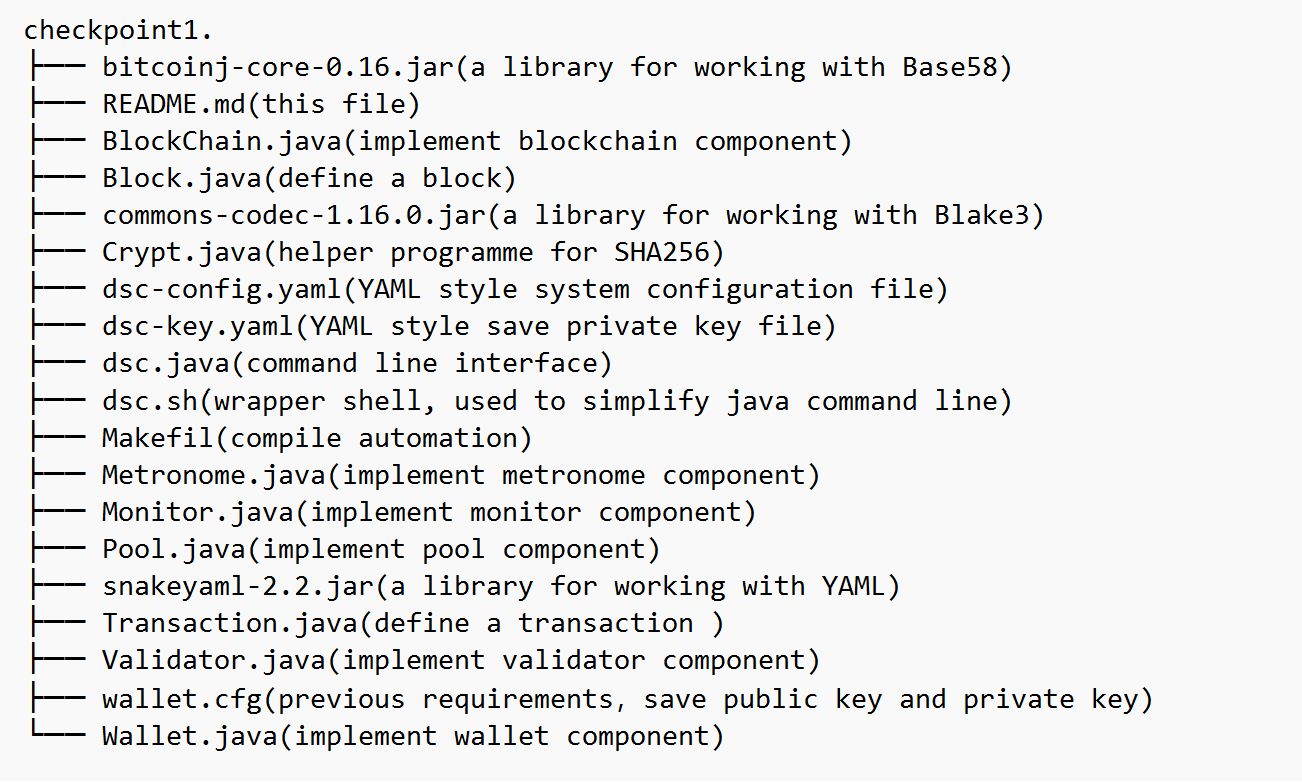 checkpoint1.
├── bitcoinj-core-0.16.jar(a library for working with Base58)
├── README.md(this file)
├── BlockChain.java(implement blockchain component)
├── Block.java(define a block)
├── commons-codec-1.16.0.jar(a library for working with Blake3)
├── Crypt.java(helper programme for SHA256)
├── dsc-config.yaml(YAML style system configuration file)
├── dsc-key.yaml(YAML style save private key file)
├── dsc.java(command line interface)
├── dsc.sh(wrapper shell, used to simplify java command line)
├── Makefil(compile automation)
├── Metronome.java(implement metronome component)
├── Monitor.java(implement monitor component)
├── Pool.java(implement pool component)
├── snakeyaml-2.2.jar(a library for working with YAML)
├── Transaction.java(define a transaction )
├── Validator.java(implement validator component)
├── wallet.cfg(previous requirements, save public key and private key)
└── Wallet.java(implement wallet component)